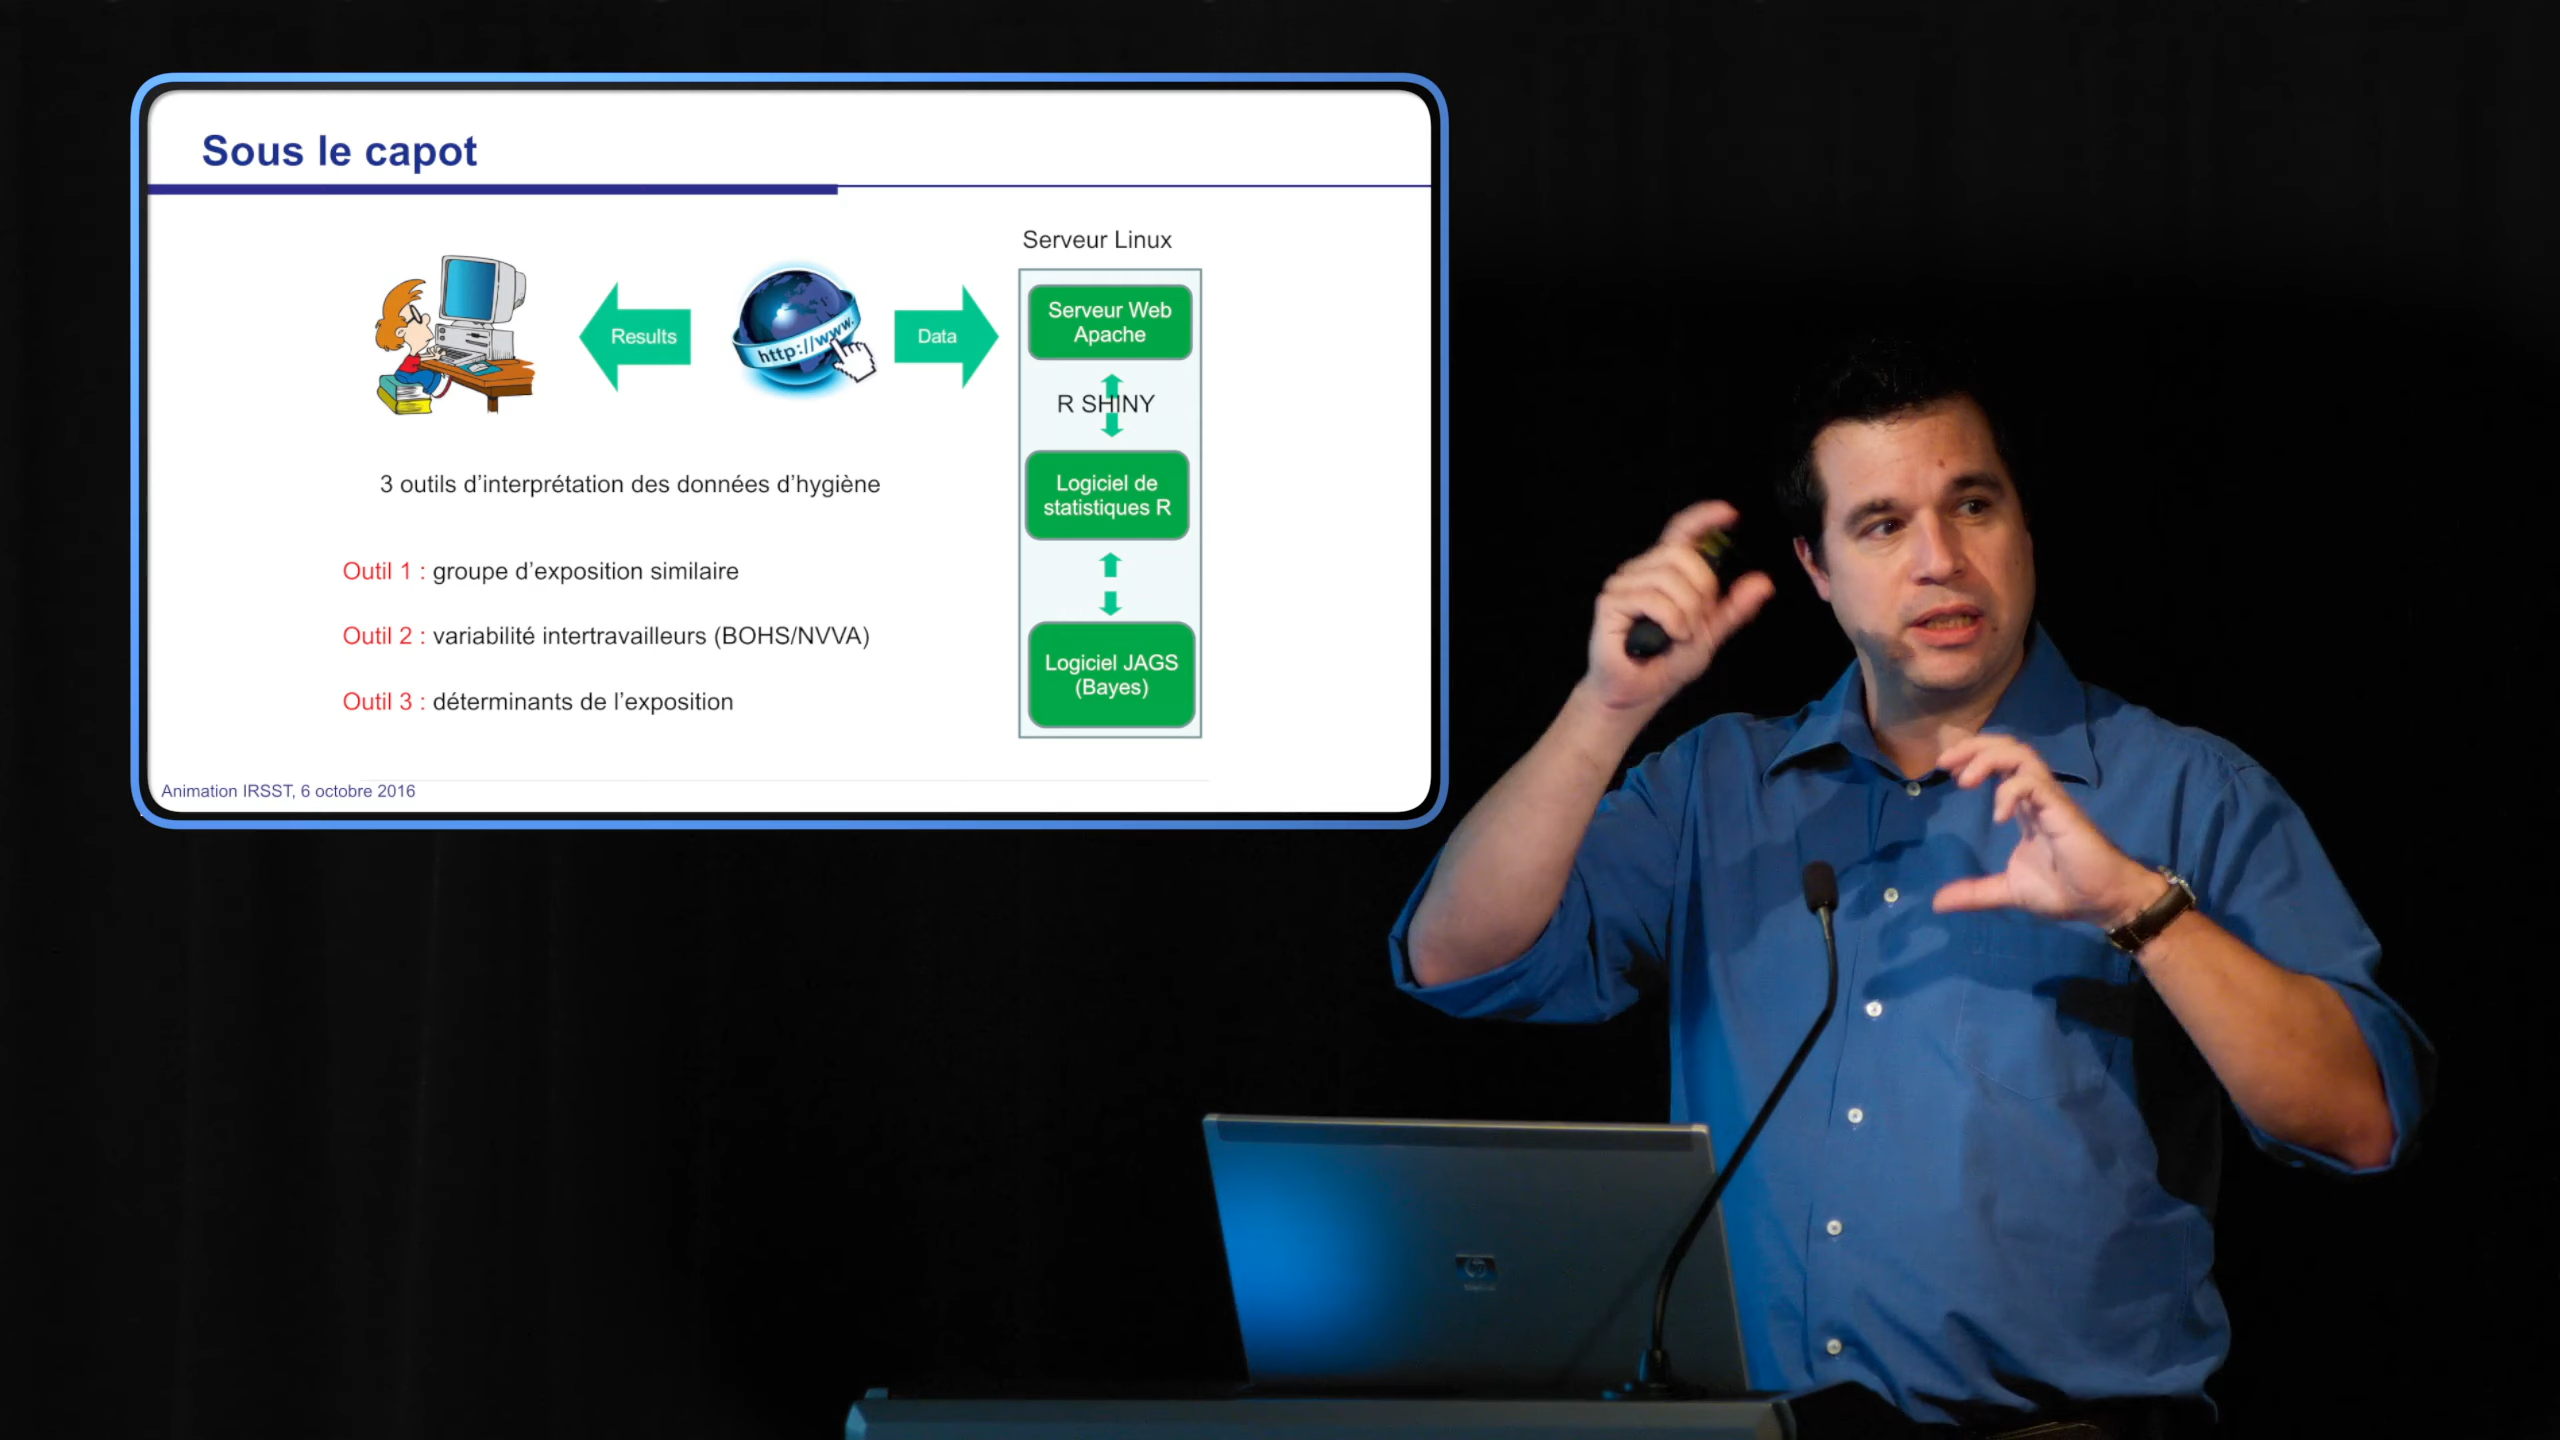 Sous le capot
Serveur Linux
Results
http://www.
Data
Serveur Web
Apache
R SHINY
Logiciel de
statistiques R
Logiciel JAGS
(Bayes)
3 outils d’interprétation des données d’hygiène
Outil 1 : groupe d’exposition similaire
Outil 2 : variabilité intertravailleurs (BOHS/NVVA)
Outil 3 : déterminants de l’exposition
Animation IRSST, 6 octobre 2016
hp